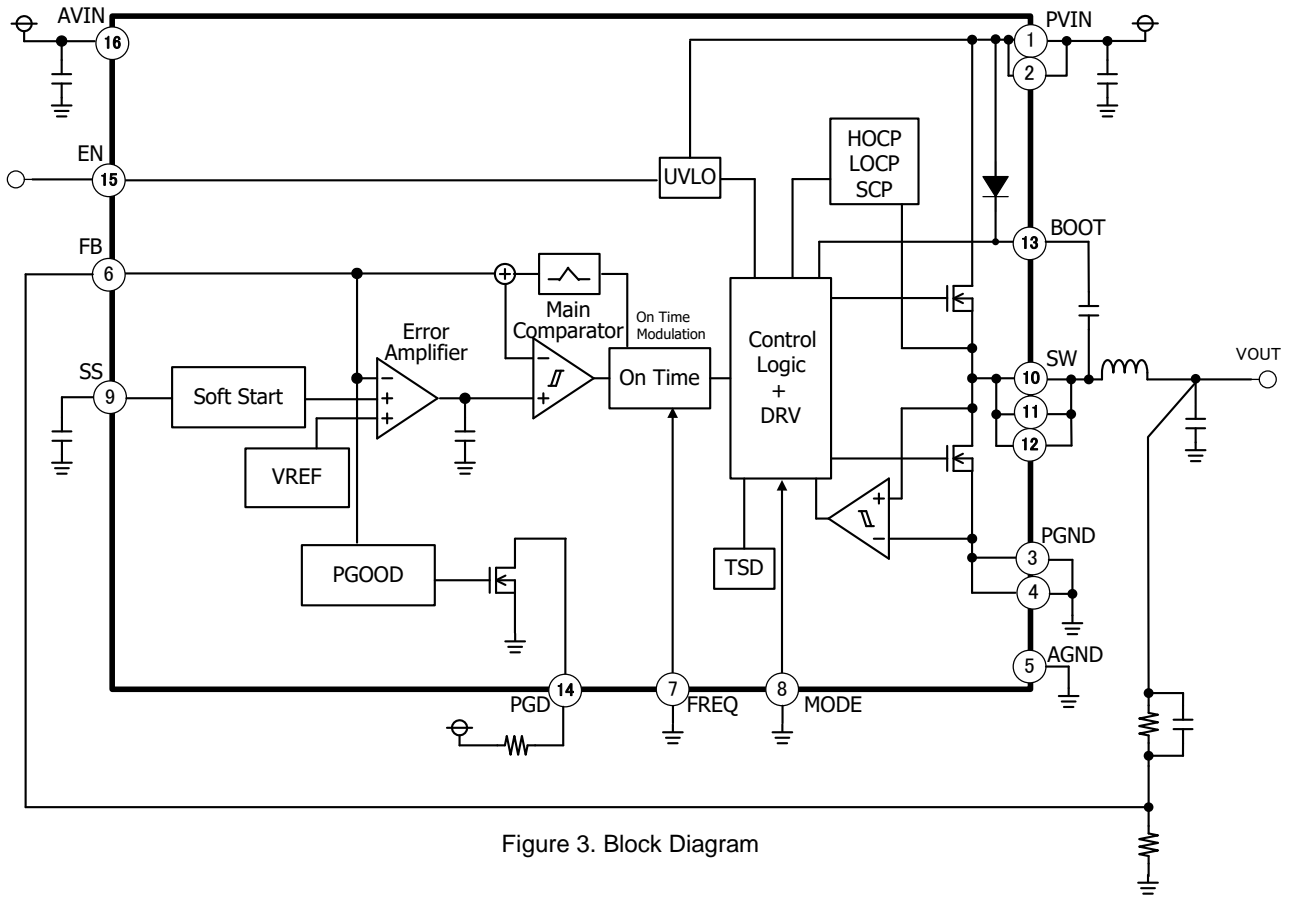 AVIN
16
PVIN
1
2
EN
15
UVLO
HOCP
LOCP
SCP
BOOT
13
FB
6
Main
Comparator
On Time
Modulation
Error
Amplifier
SS
9
Soft Start
+
−
+
+
−
+
On Time
Control
Logic
+
DRV
SW
10
11
12
VOUT
VREF
+
−
PGOOD
TSD
PGND
3
4
5
AGND
PGD
14
7
FREQ
8
MODE
Figure 3. Block Diagram